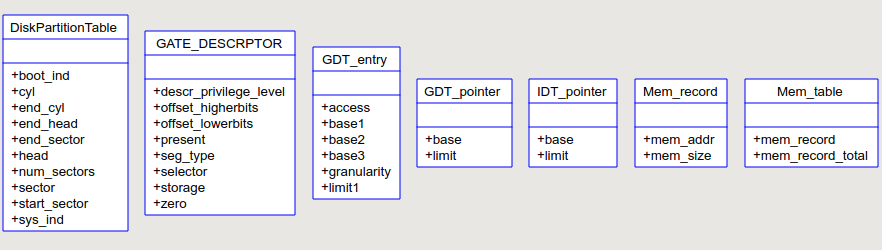 DiskPartitionTable
+boot_ind
+cyl
+end_cyl
+end_head
+end_sector
+head
+num_sectors
+sector
+start_sector
+sys_ind
GATE_DESCRPTOR
+descr_privilege_level
+offset_higherbits
+offset_lowerbits
+present
+seg_type
+selector
+storage
+zero
GDT_entry
+access
+base1
+base2
+base3
+granularity
+limit1
GDT_pointer
+base
+limit
IDT_pointer
+base
+limit
Mem_record
+mem_addr
+mem_size
Mem_table
+mem_record
+mem_record_total